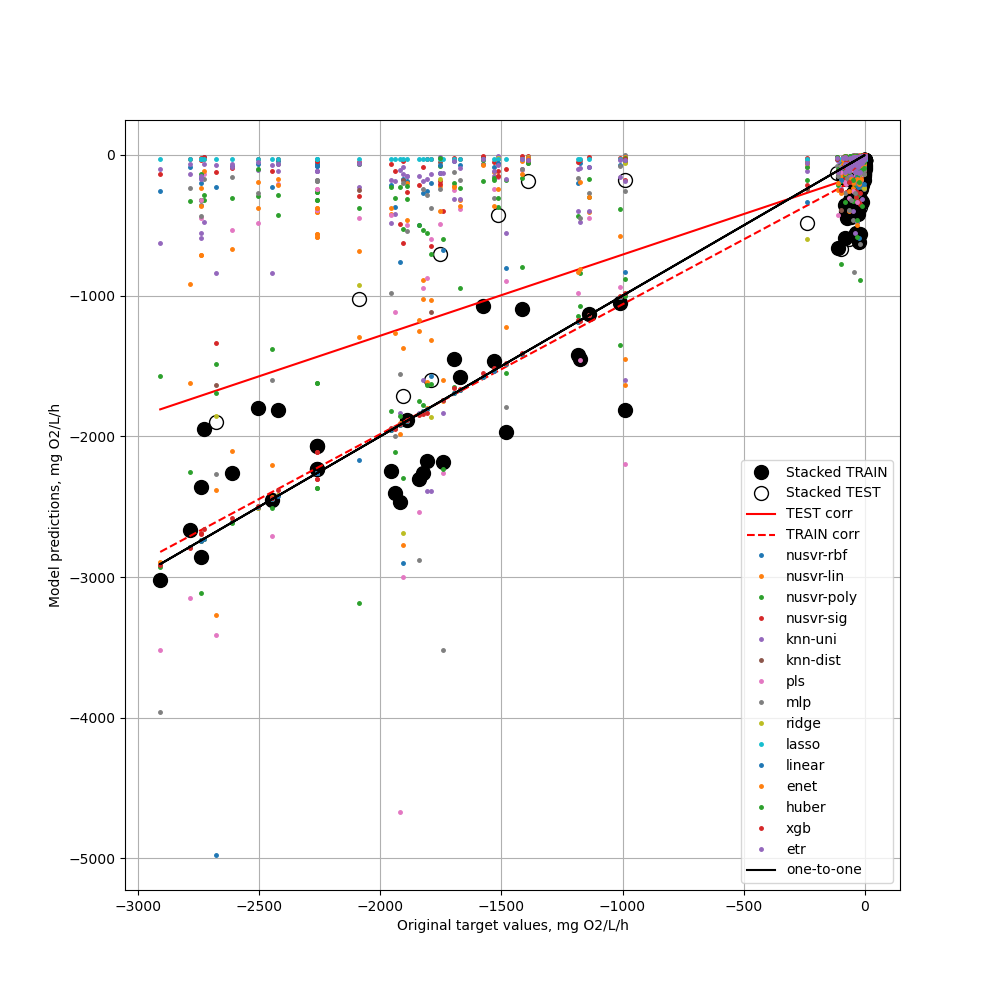 0
−1000
−2000
−3000
−4000
−5000
Model predictions, mg O2/L/h
−3000
−2500
−2000
−1500
−1000
−500
0
Original target values, mg O2/L/h
Stacked TRAIN
Stacked TEST
TEST corr
TRAIN corr
nusvr-rbf
nusvr-lin
nusvr-poly
nusvr-sig
knn-uni
knn-dist
pls
mlp
ridge
lasso
linear
enet
huber
xgb
etr
one-to-one